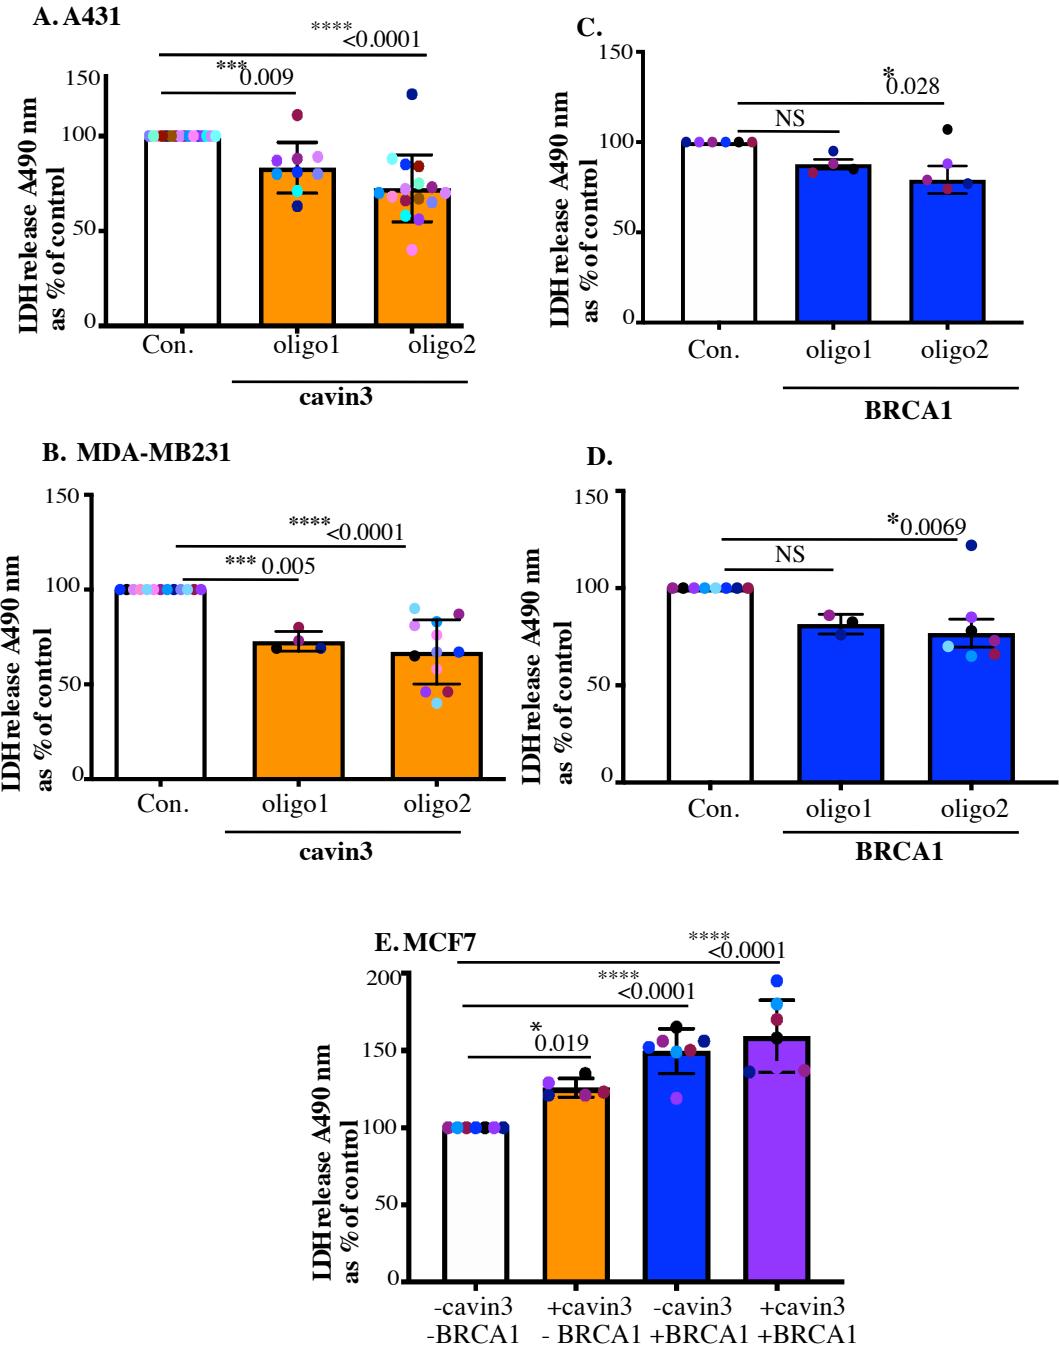 A. A431
****
<0.0001
***
0.009
LDH release A490 nm
as % of control
150
100
50
0
Con.
oligo1
oligo2
cavin3
C.
*
0.028
NS
LDH release A490 nm
as % of control
150
100
50
0
Con.
oligo1
oligo2
BRCA1
B. MDA-MB231
****
<0.0001
*** 0.005
LDH release A490 nm
as % of control
150
100
50
0
Con.
oligo1
oligo2
cavin3
D.
*0.0069
NS
LDH release A490 nm
as % of control
150
100
50
0
Con.
oligo1
oligo2
BRCA1
E. MCF7
****
<0.0001
****
<0.0001
*
0.019
LDH release A490 nm
as % of control
200
150
100
50
0
-cavin3 +cavin3 -cavin3 +cavin3
-BRCA1 - BRCA1 +BRCA1 +BRCA1